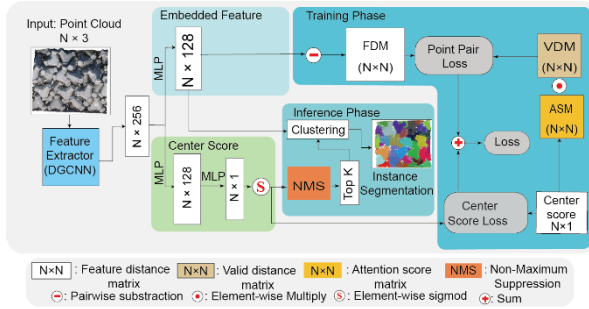 Input: Point Cloud
N × 3
Feature
Extractor
(DGCNN)
N × 256
Embedded Feature
MLP
N × 128
Center Score
MLP
N × 128
MLP
N × 1
S
Training Phase
FDM
(N×N)
Point Pair
Loss
VDM
(N×N)
ASM
(N×N)
Loss
Center
Score Loss
Center
score
N×1
Inference Phase
Clustering
Instance
Segmentation
NMS
Top K
N×N : Feature distance
matrix
N×N : Valid distance
matrix
N×N : Attention score
matrix
NMS : Non-Maximum
Suppression
: Pairwise substraction
: Element-wise Multiply
S : Element-wise sigmod
: Sum